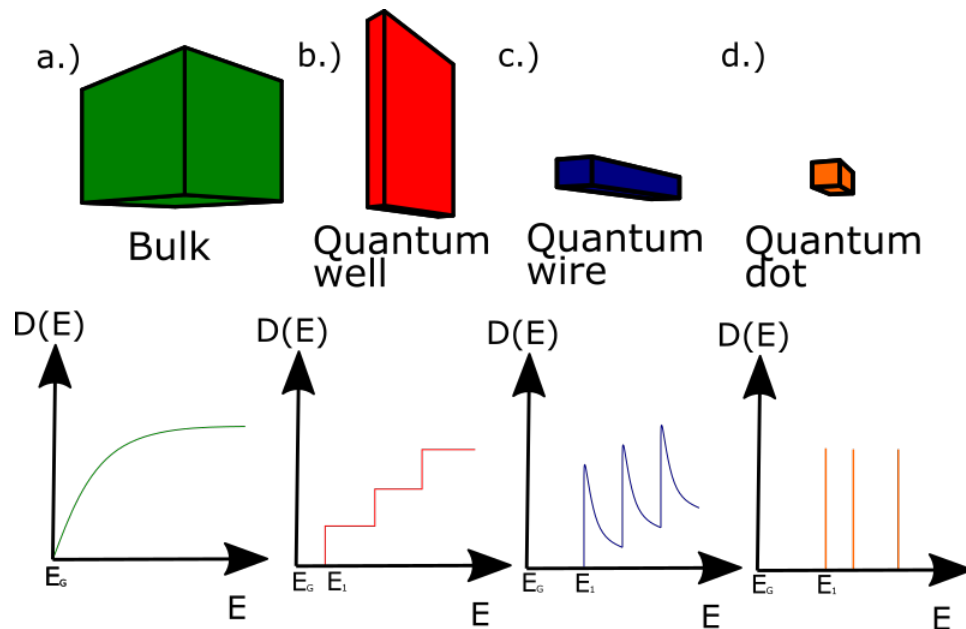 a.)
b.)
c.)
d.)
Bulk
Quantum
well
Quantum
wire
Quantum
dot
D(E)
D(E)
D(E)
D(E)
E_G
E_G E_1
E_G E_1
E_G E_1
E
E
E
E